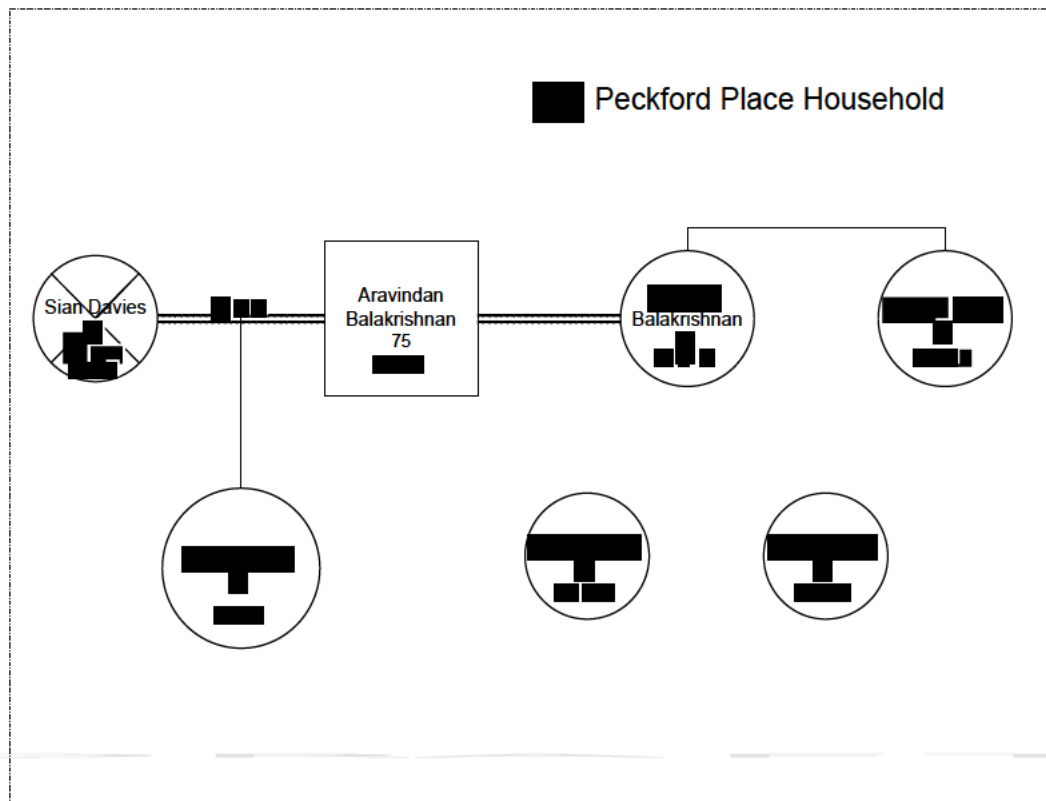 Peckford Place Household
Sian Davies
Aravindan
Balakrishnan
75
Balakrishnan